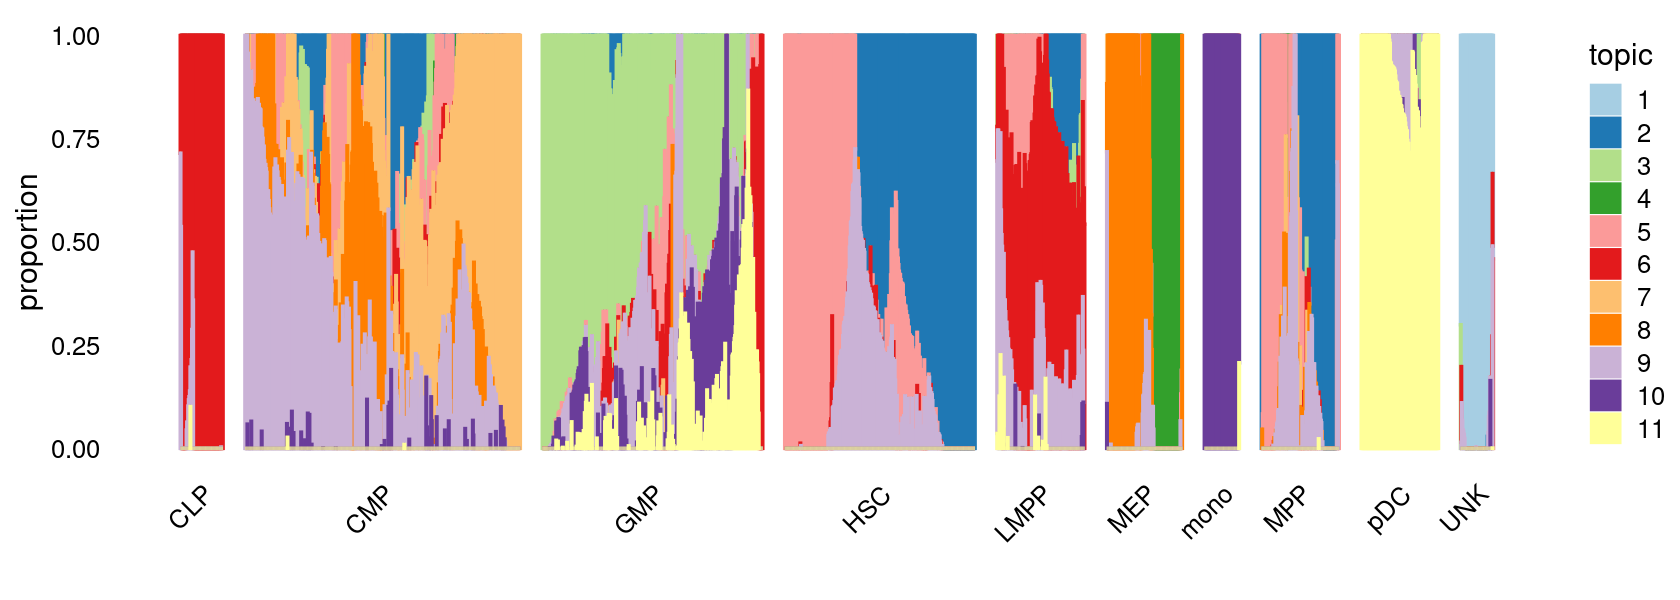 1.00
0.75
0.50
0.25
0.00
proportion
CLP
CMP
GMP
HSC
LMPP
MEP
mono
MPP
pDC
UNK
topic
1
2
3
4
5
6
7
8
9
10
11